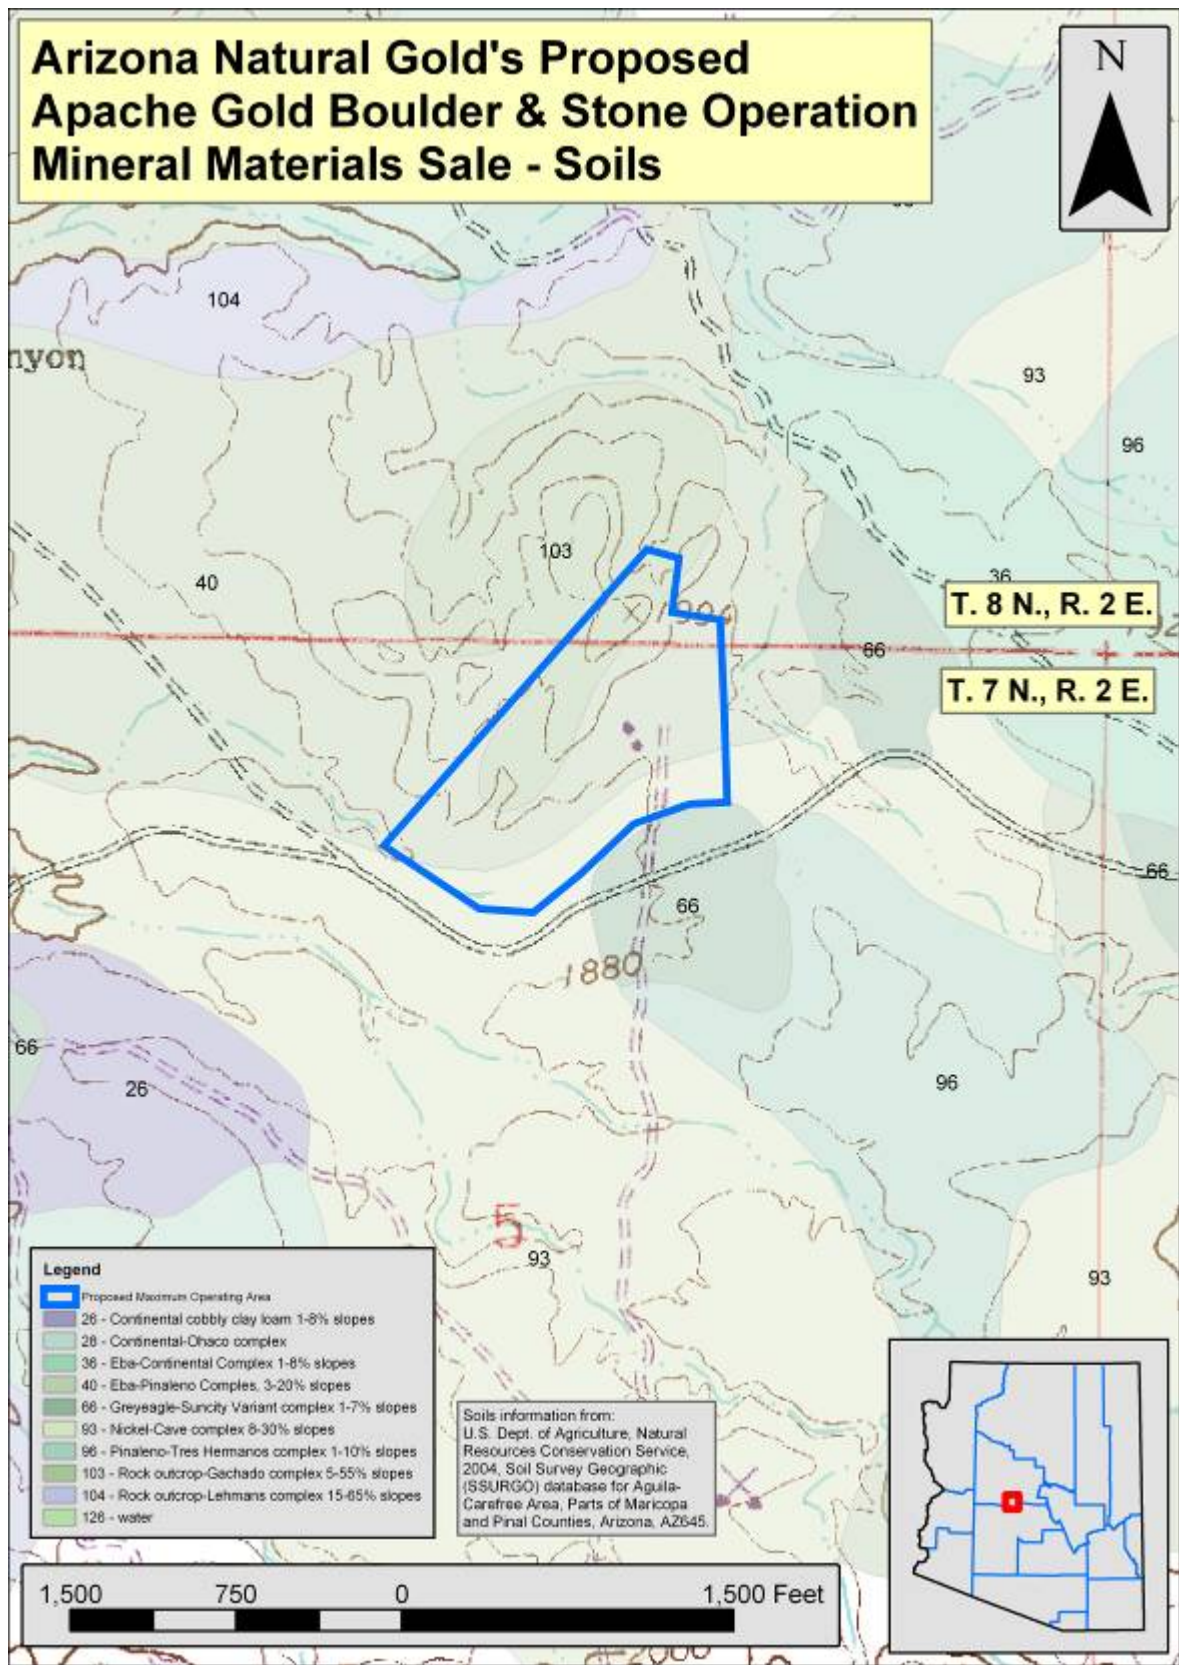 Arizona Natural Gold's Proposed
Apache Gold Boulder & Stone Operation
Mineral Materials Sale - Soils
N
104
nyon
93
96
103
40
36
T. 8 N., R. 2 E.
1990
66
T. 7 N., R. 2 E.
66
66
1880
66
26
96
5
93
93
Legend
Proposed Maximum Operating Area
26 - Continental cobbly clay loam 1-8% slopes
28 - Continental-Ohaco complex
36 - Eba-Continental Complex 1-8% slopes
40 - Eba-Pinaleno Comples, 3-20% slopes
66 - Greyeagle-Suncity Variant complex 1-7% slopes
93 - Nickel-Cave complex 8-30% slopes
96 - Pinaleno-Tres Hermanos complex 1-10% slopes
103 - Rock outcrop-Gachado complex 5-55% slopes
104 - Rock outcrop-Lehmans complex 15-65% slopes
126 - water
Soils information from:
U.S. Dept. of Agriculture, Natural
Resources Conservation Service,
2004, Soil Survey Geographic
(SSURGO) database for Aguila-
Carefree Area, Parts of Maricopa
and Pinal Counties, Arizona, AZ645.
1,500 750 0 1,500 Feet